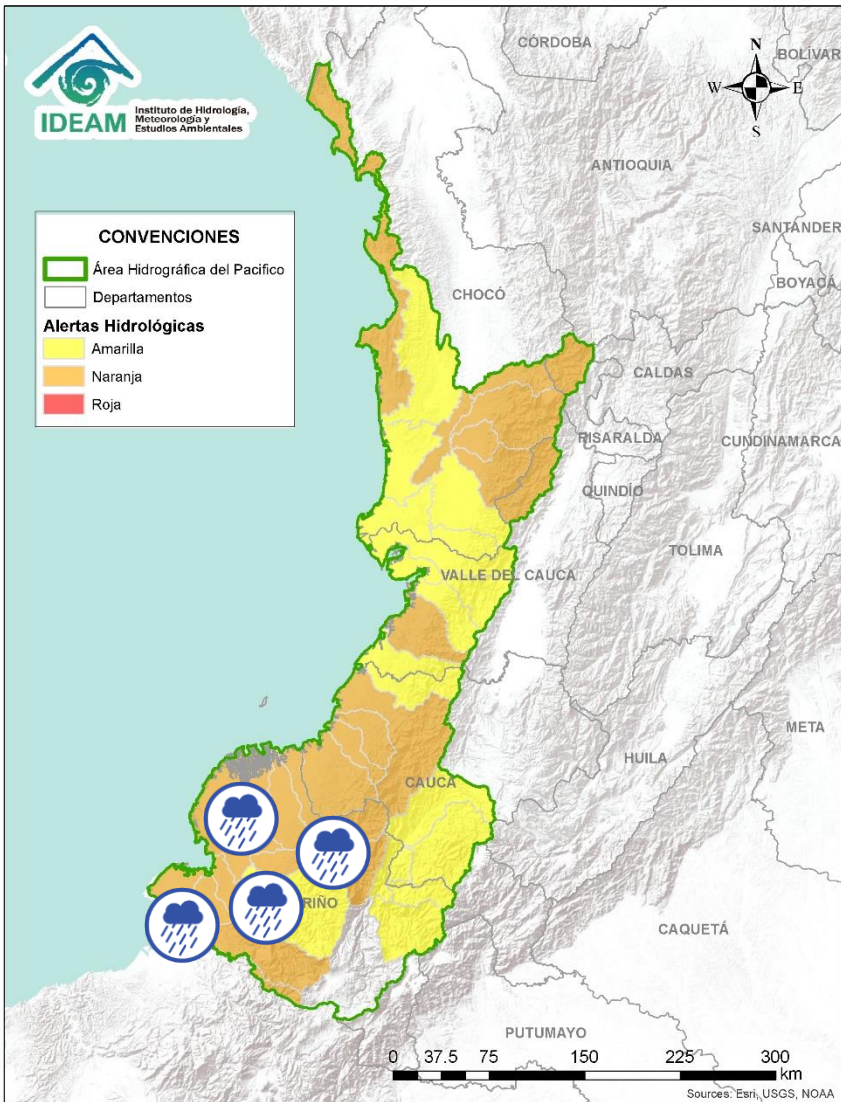 IDEAM
Instituto de Hidrología,
Meteorología y
Estudios Ambientales
CÓRDOBA
BOLÍVAR
N
W
E
S
ANTIOQUIA
SANTANDER
BOYACÁ
CONVENCIONES
Área Hidrográfica del Pacifico
Departamentos
Alertas Hidrológicas
Amarilla
Naranja
Roja
CHOCÓ
CALDAS
RISARALDA
CUNDINAMARCA
QUINDÍO
TOLIMA
VALLE DEL CAUCA
META
HUILA
CAUCA
RIÑO
CAQUETÁ
PUTUMAYO
0 37.5 75 150 225 300
km
Sources: Esri, USGS, NOAA